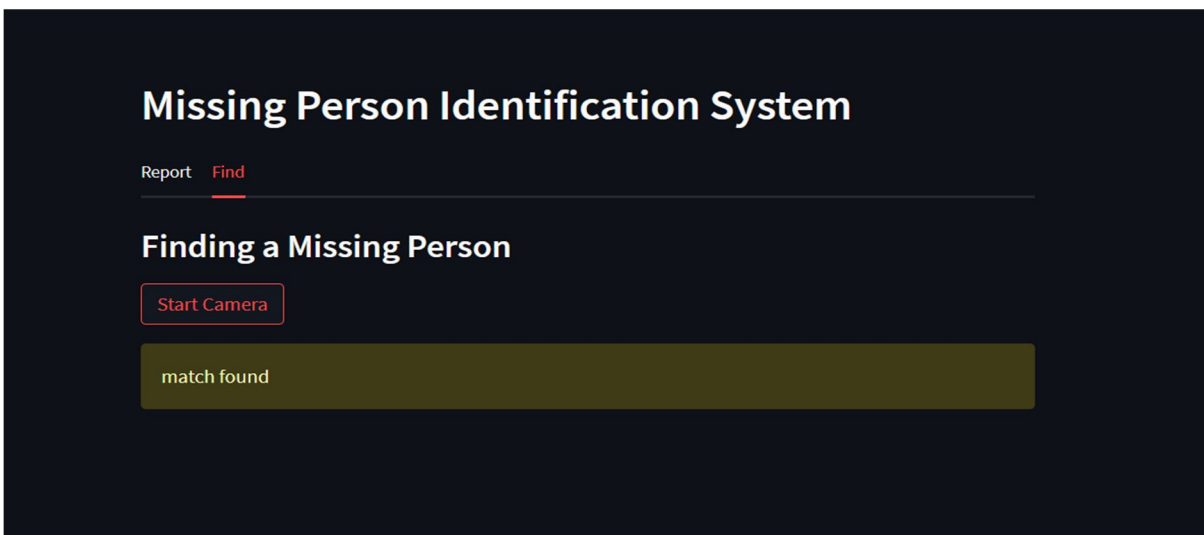 Missing Person Identification System
Report Find
Finding a Missing Person
Start Camera
match found